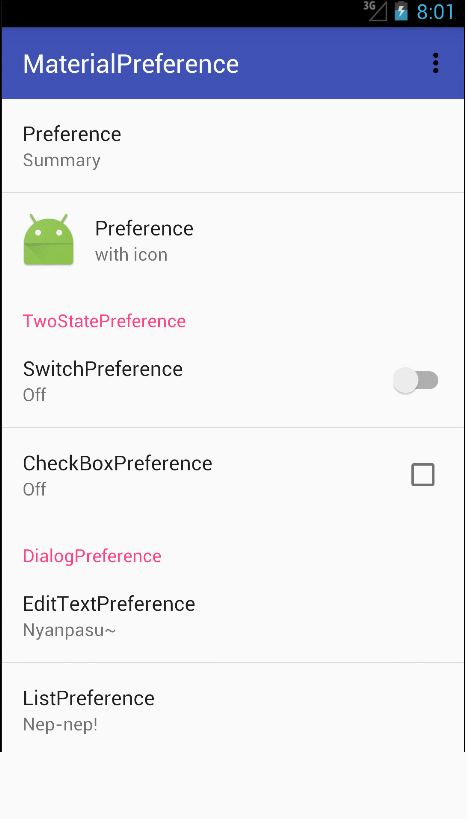 3G 8:01
MaterialPreference
Preference
Summary
Preference
with icon
TwoStatePreference
SwitchPreference
Off
CheckBoxPreference
Off
DialogPreference
EditTextPreference
Nyanpasu~
ListPreference
Nep-nep!